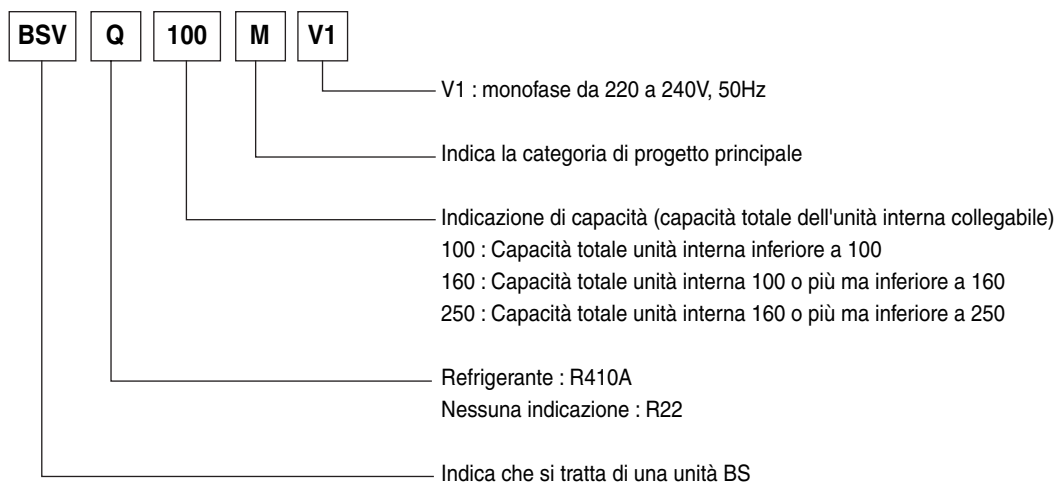 BSV Q 100 M V1
V1 : monofase da 220 a 240V, 50Hz
Indica la categoria di progetto principale
Indicazione di capacità (capacità totale dell'unità interna collegabile)
100 : Capacità totale unità interna inferiore a 100
160 : Capacità totale unità interna 100 o più ma inferiore a 160
250 : Capacità totale unità interna 160 o più ma inferiore a 250
Refrigerante : R410A
Nessuna indicazione : R22
Indica che si tratta di una unità BS